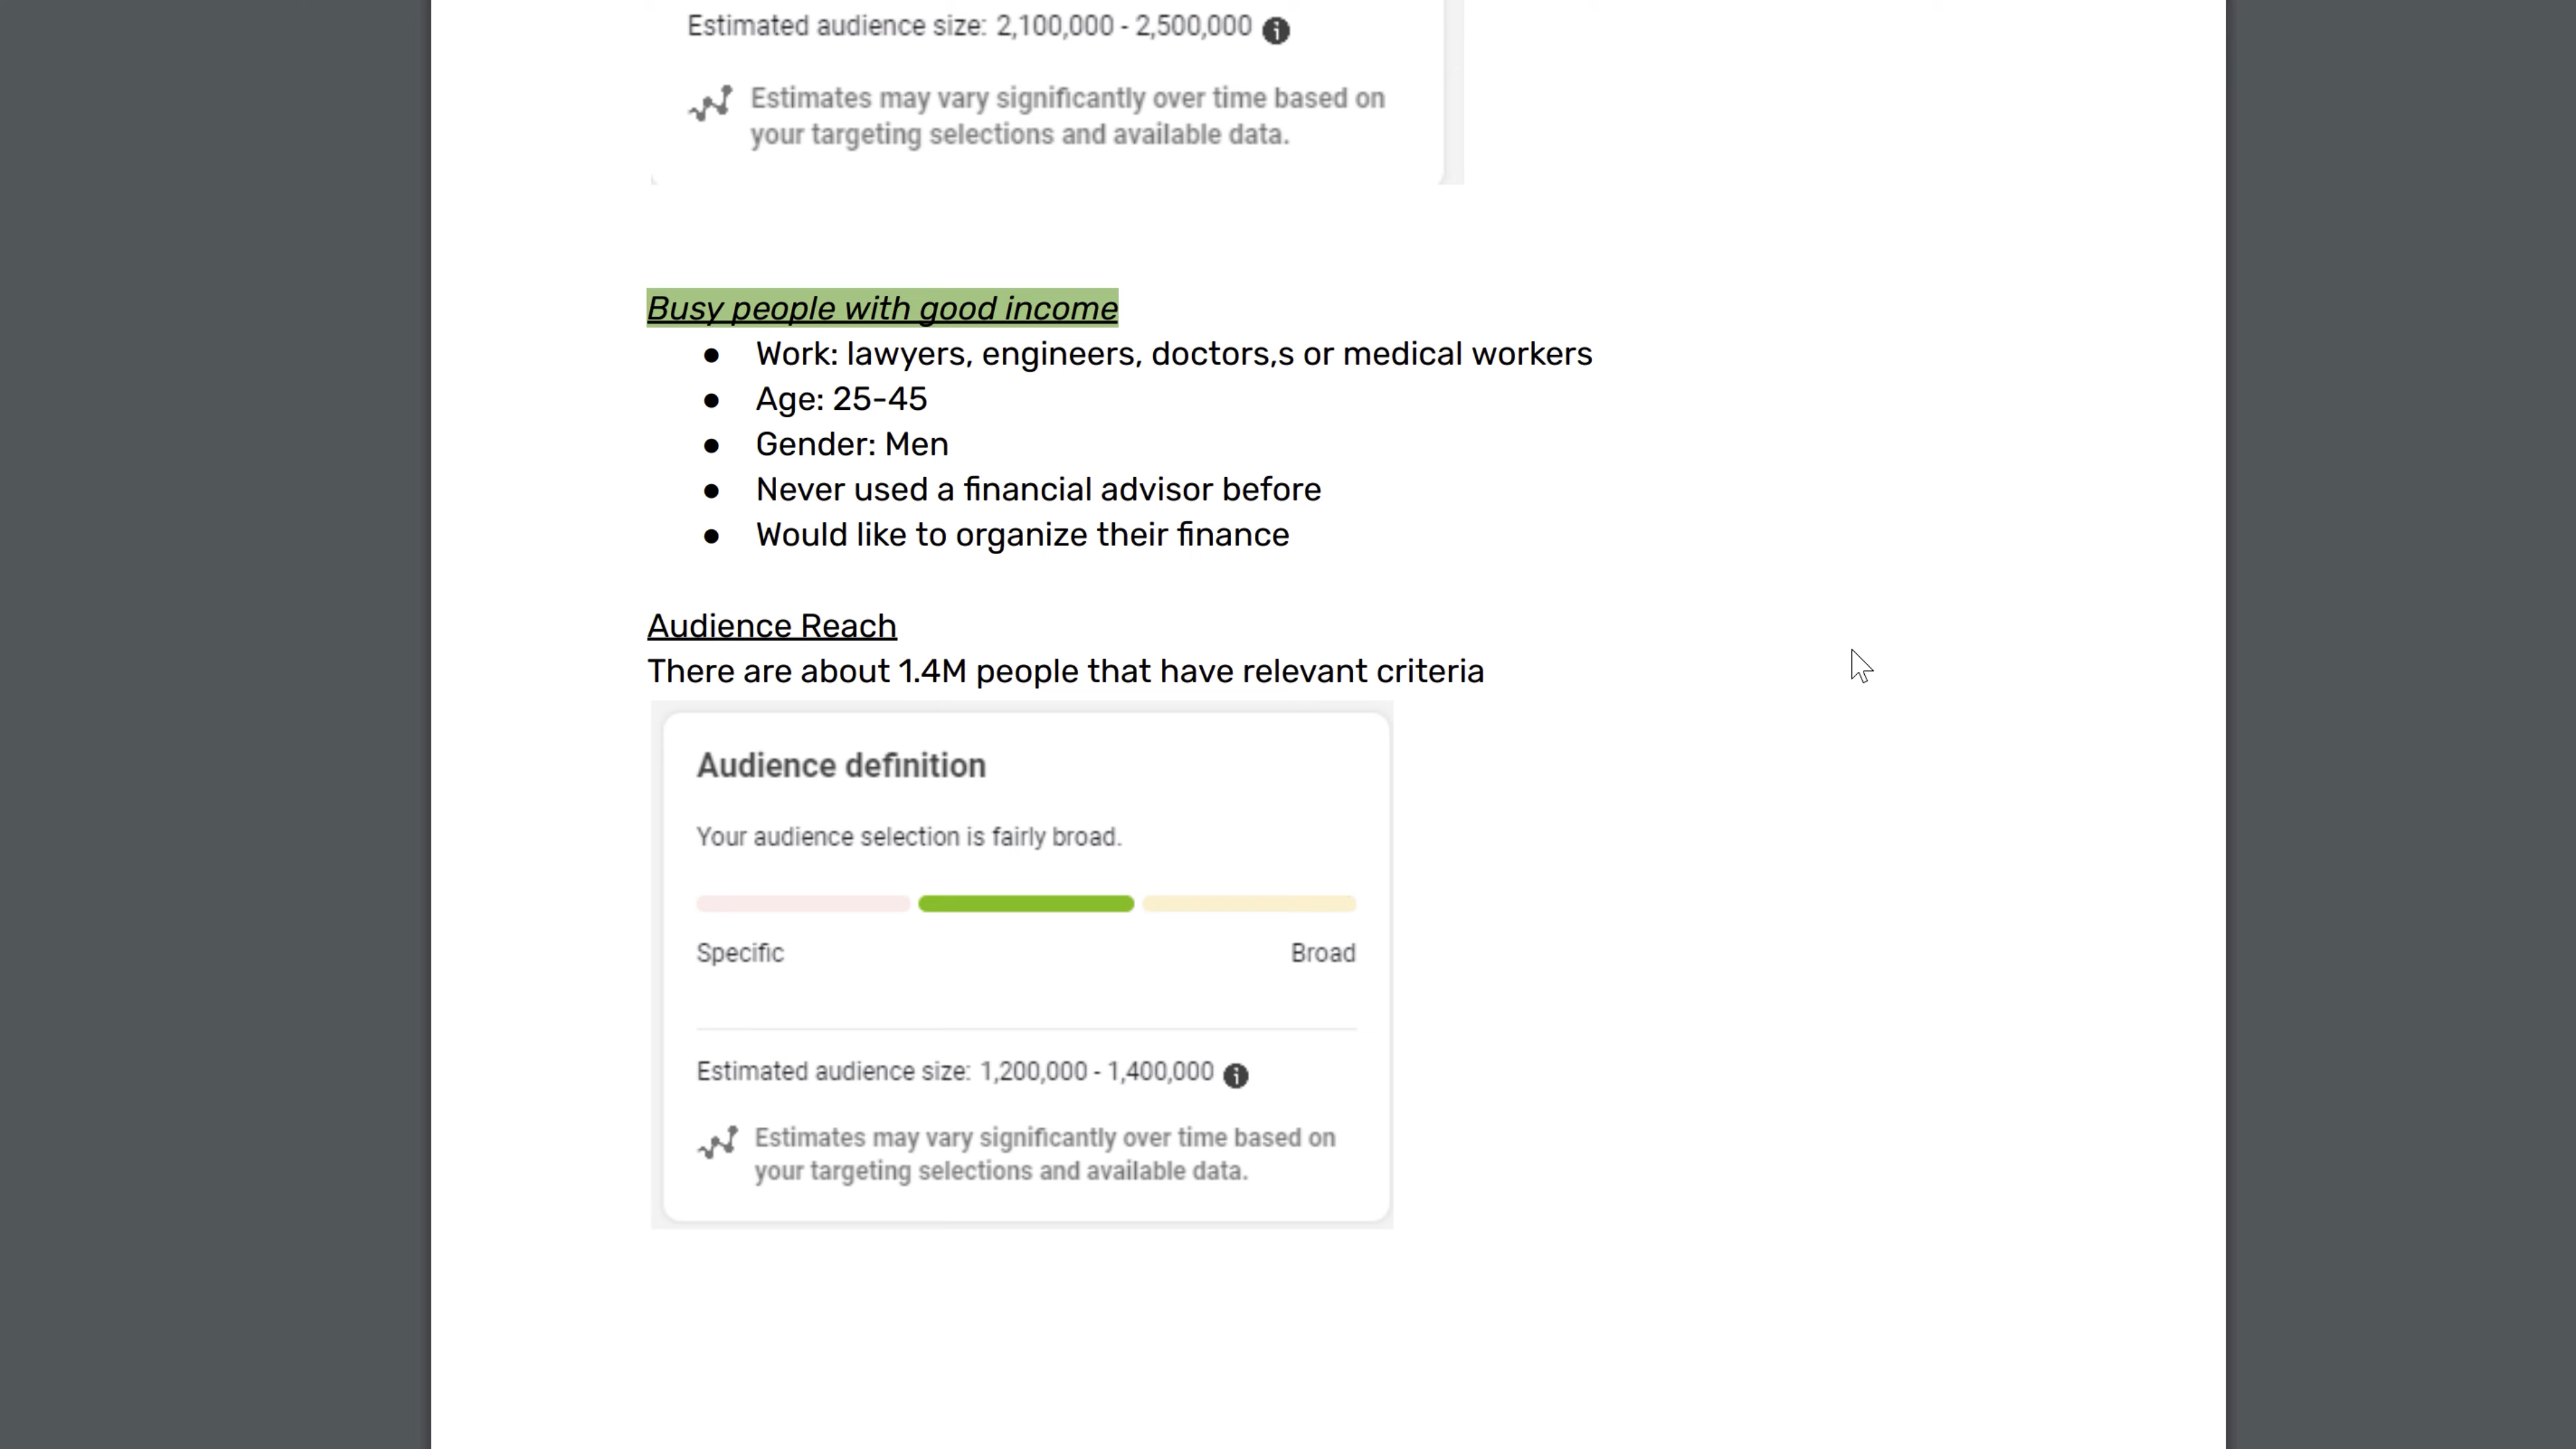 Estimated audience size: 2,100,000 - 2,500,000
Estimates may vary significantly over time based on
your targeting selections and available data.
Busy people with good income
● Work: lawyers, engineers, doctors,s or medical workers
● Age: 25-45
● Gender: Men
● Never used a financial advisor before
● Would like to organize their finance
Audience Reach
There are about 1.4M people that have relevant criteria
Audience definition
Your audience selection is fairly broad.
Specific Broad
Estimated audience size: 1,200,000 - 1,400,000
Estimates may vary significantly over time based on
your targeting selections and available data.